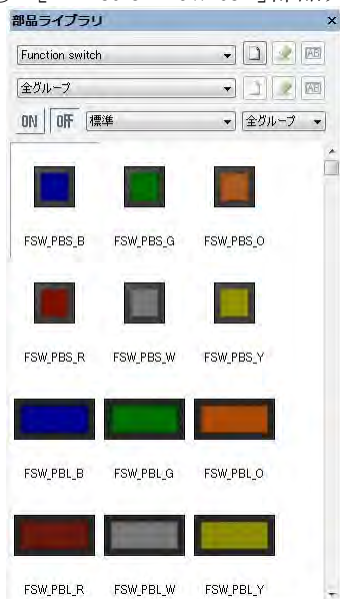 部品ライブラリ ×
Function switch
全グループ
ON OFF 標準 全グループ
FSW_PBS_B FSW_PBS_G FSW_PBS_O
FSW_PBS_R FSW_PBS_W FSW_PBS_Y
FSW_PBL_B FSW_PBL_G FSW_PBL_O
FSW_PBL_R FSW_PBL_W FSW_PBL_Y